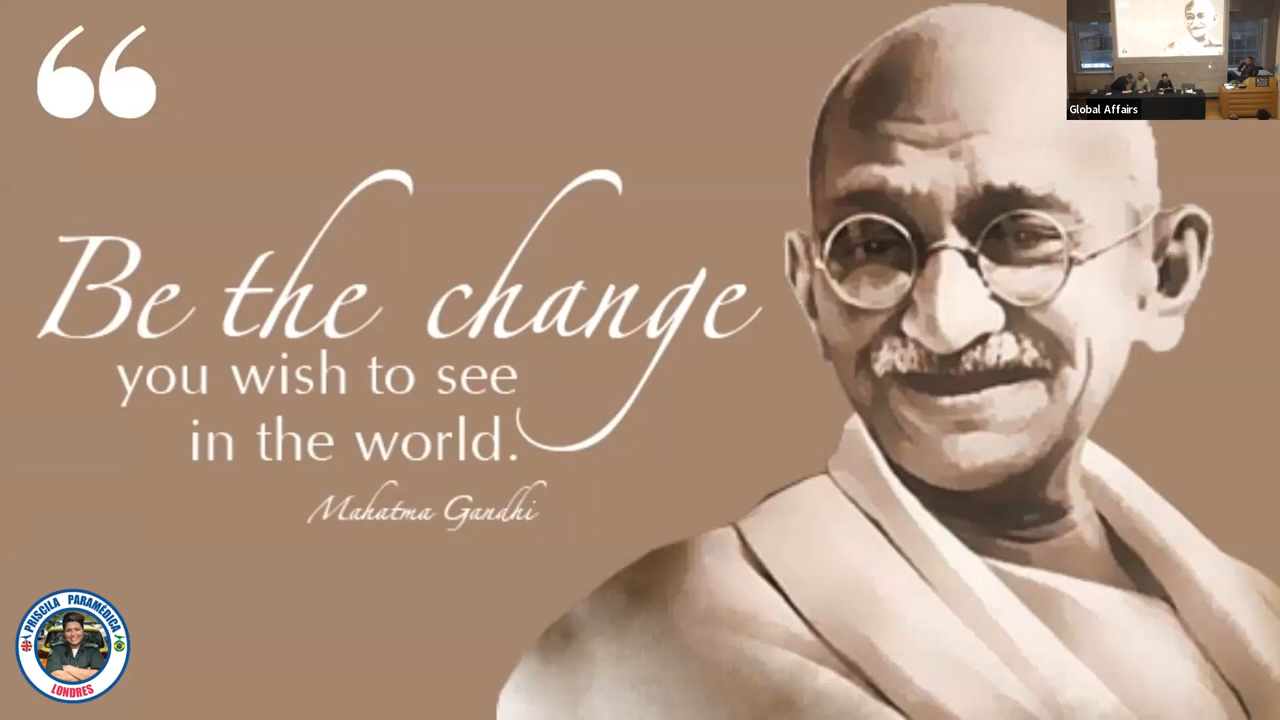 “
Be the change
you wish to see
in the world.
Mahatma Gandhi
Global Affairs
PRISCILA PARAMÉDICA
LONDRES